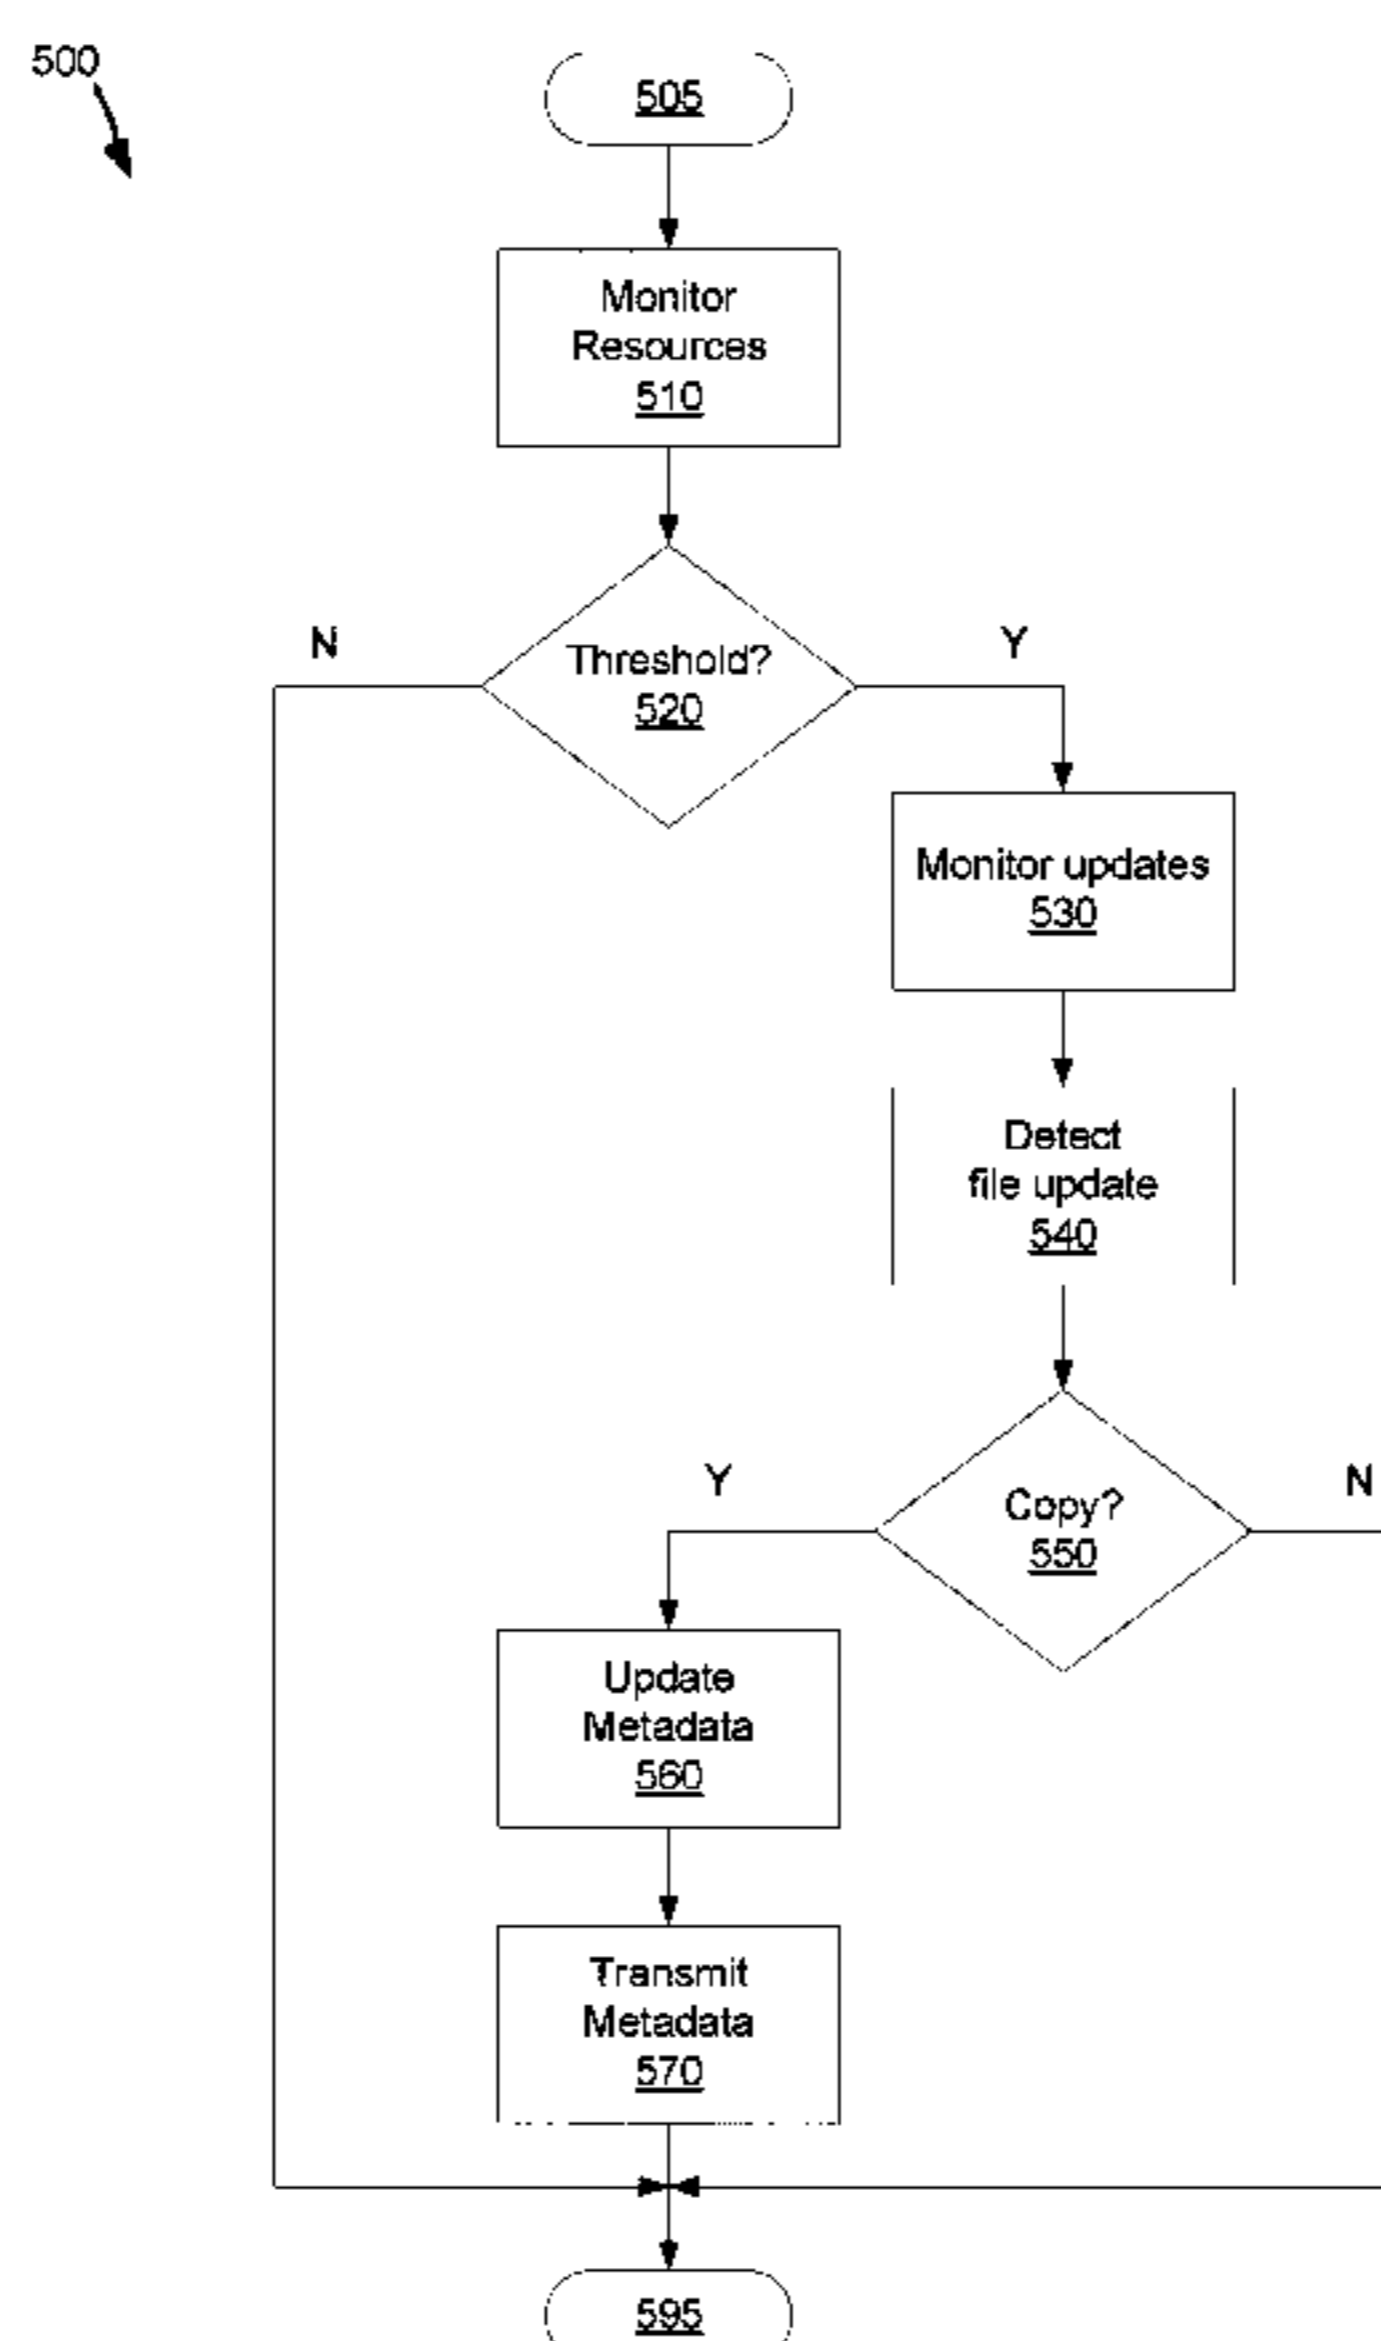 500
505
Monitor
Resources
510
N
Threshold?
520
Y
Monitor updates
530
Detect
file update
540
Y
Copy?
550
N
Update
Metadata
560
Transmit
Metadata
570
595